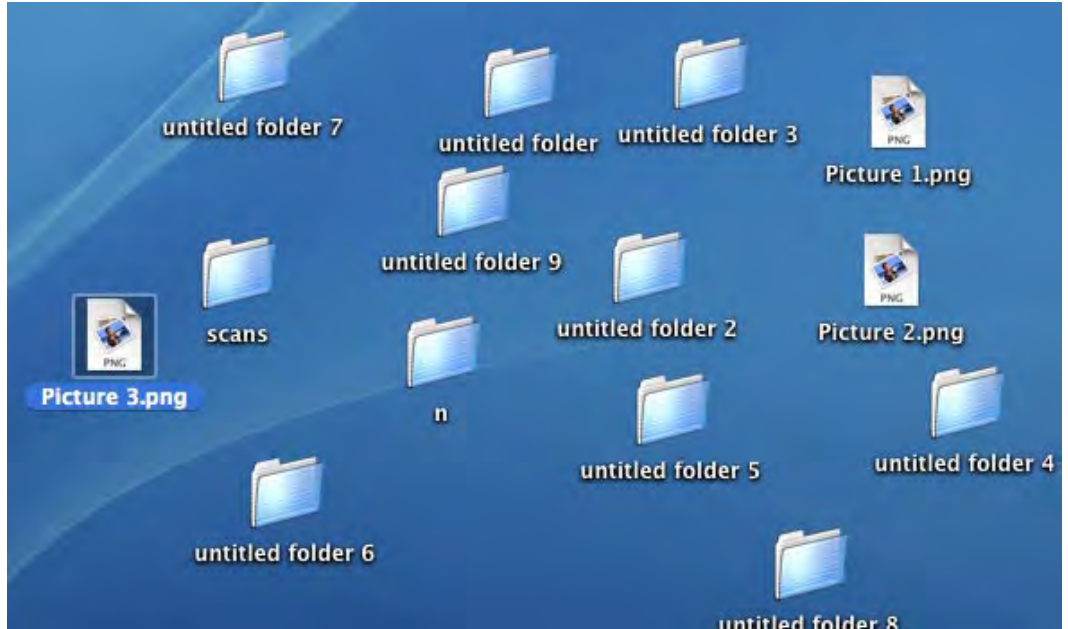 untitled folder 7
untitled folder
untitled folder 3
PNG
Picture 1.png
untitled folder 9
PNG
Picture 2.png
untitled folder 2
scans
PNG
Picture 3.png
n
untitled folder 5
untitled folder 4
untitled folder 6
untitled folder 8